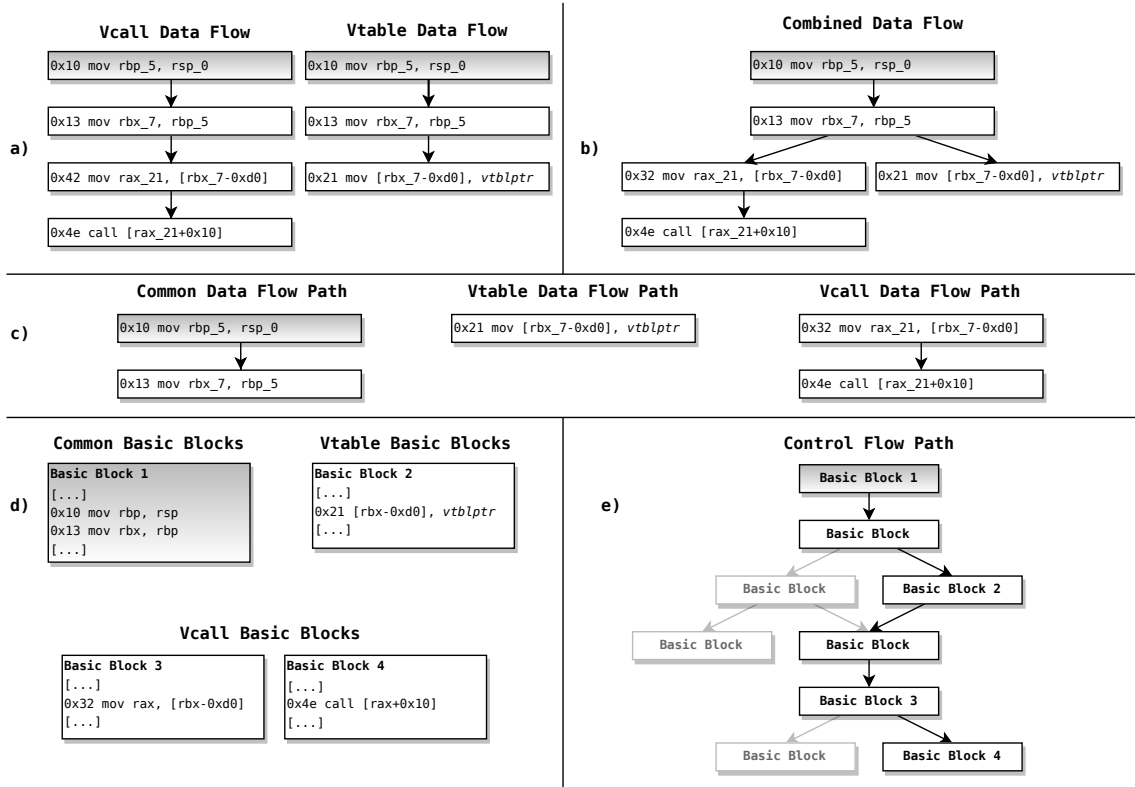 Vcall Data Flow
0x10 mov rbp_5, rsp_0
0x13 mov rbx_7, rbp_5
0x42 mov rax_21, [rbx_7-0xd0]
0x4e call [rax_21+0x10]
Vtable Data Flow
0x10 mov rbp_5, rsp_0
0x13 mov rbx_7, rbp_5
0x21 mov [rbx_7-0xd0], vtblptr
a)
Combined Data Flow
0x10 mov rbp_5, rsp_0
0x13 mov rbx_7, rbp_5
b)
0x32 mov rax_21, [rbx_7-0xd0]
0x21 mov [rbx_7-0xd0], vtblptr
0x4e call [rax_21+0x10]
c)
Common Data Flow Path
0x10 mov rbp_5, rsp_0
0x13 mov rbx_7, rbp_5
Vtable Data Flow Path
0x21 mov [rbx_7-0xd0], vtblptr
Vcall Data Flow Path
0x32 mov rax_21, [rbx_7-0xd0]
0x4e call [rax_21+0x10]
d)
Common Basic Blocks
Basic Block 1
[...]
0x10 mov rbp, rsp
0x13 mov rbx, rbp
[...]
Vtable Basic Blocks
Basic Block 2
[...]
0x21 [rbx-0xd0], vtblptr
[...]
Vcall Basic Blocks
Basic Block 3
[...]
0x32 mov rax, [rbx-0xd0]
[...]
Basic Block 4
[...]
0x4e call [rax+0x10]
[...]
e)
Control Flow Path
Basic Block 1
Basic Block
Basic Block
Basic Block 2
Basic Block
Basic Block
Basic Block 3
Basic Block
Basic Block 4